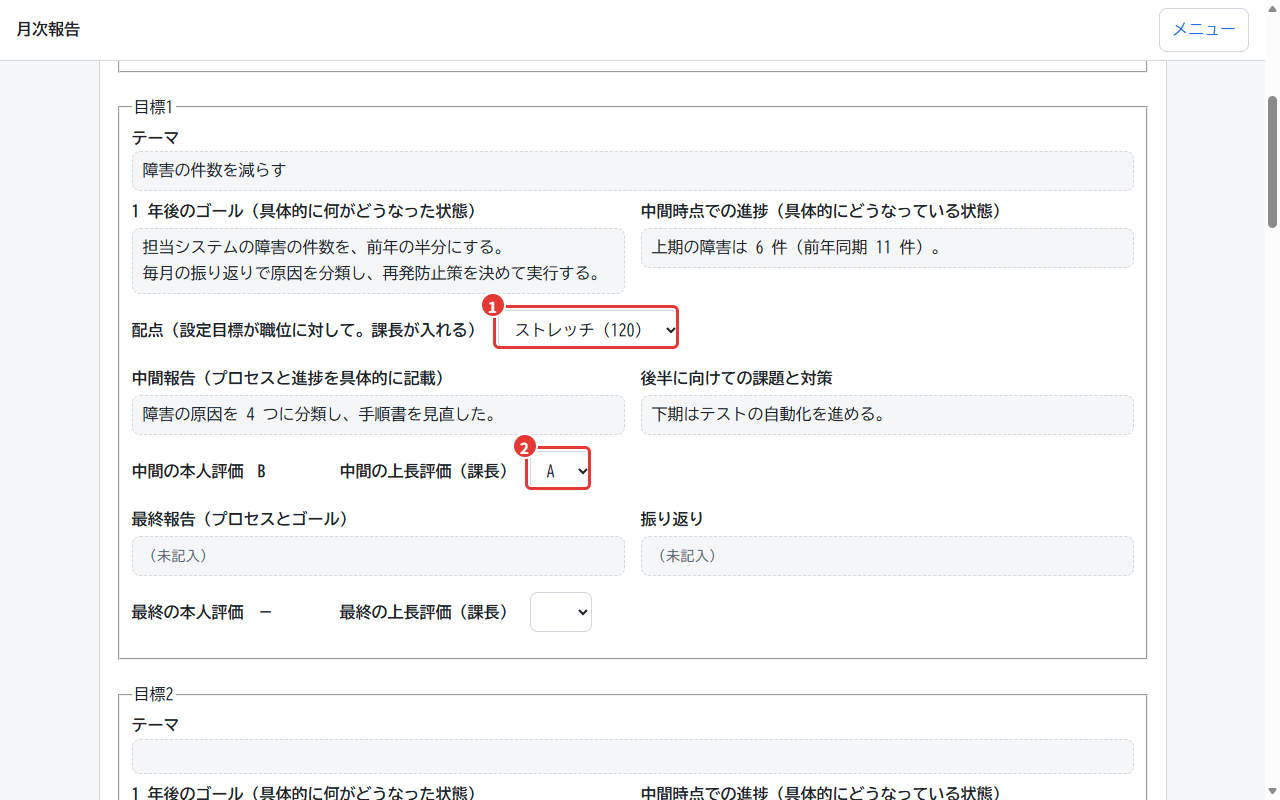 月次報告
メニュー
目標1
テーマ
障害の件数を減らす
1 年後のゴール（具体的に何がどうなった状態）
中間時点での進捗（具体的にどうなっている状態）
担当システムの障害の件数を、前年の半分にする。
毎月の振り返りで原因を分類し、再発防止策を決めて実行する。
上期の障害は 6 件（前年同期 11 件）。
1
配点（設定目標が職位に対して。課長が入れる） ストレッチ（120）
中間報告（プロセスと進捗を具体的に記載）
後半に向けての課題と対策
障害の原因を 4 つに分類し、手順書を見直した。
下期はテストの自動化を進める。
2
中間の本人評価 B 中間の上長評価（課長） A
最終報告（プロセスとゴール）
振り返り
（未記入）
（未記入）
最終の本人評価 － 最終の上長評価（課長）
目標2
テーマ
1 年後のゴール（具体的に何がどうなった状態）
中間時点での進捗（具体的にどうなっている状態）